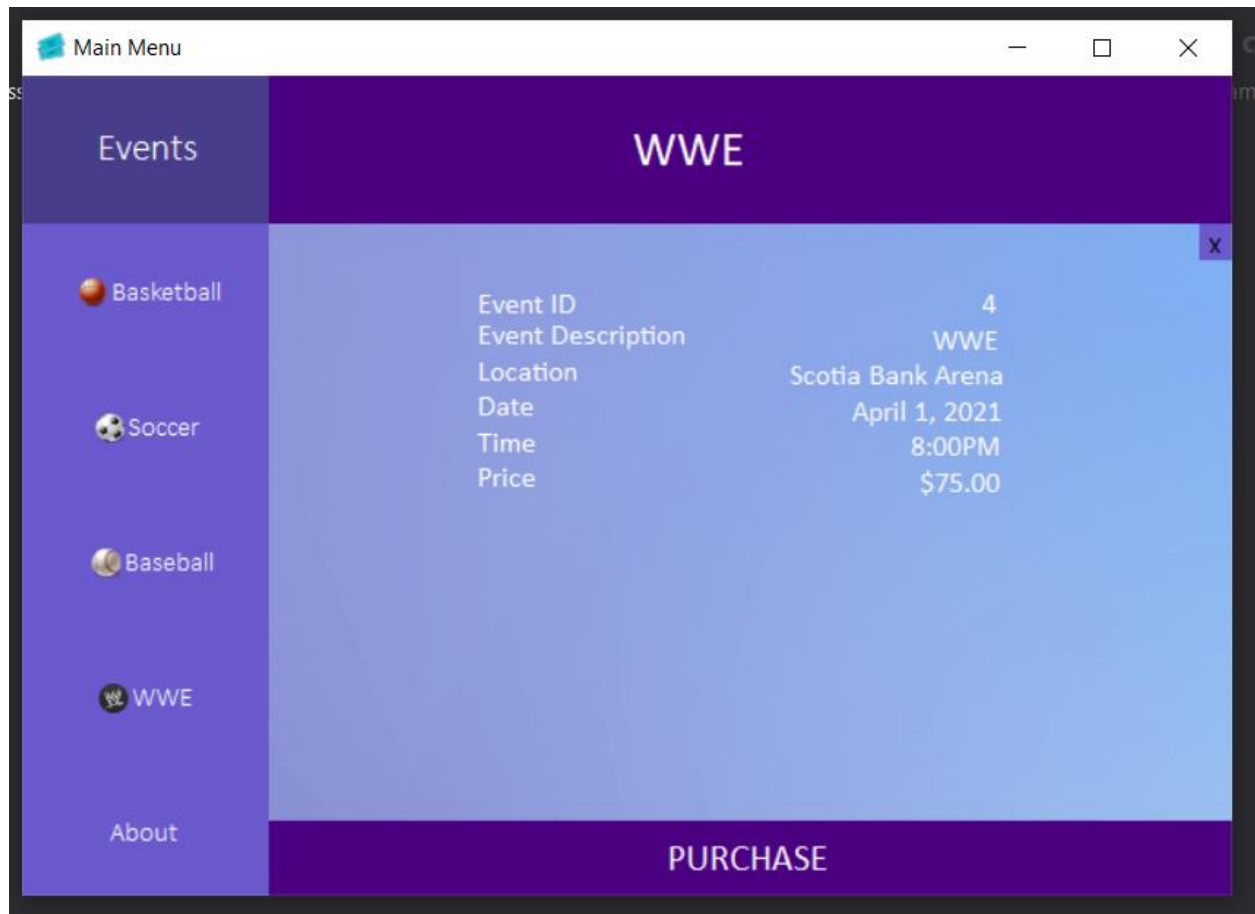 Main Menu
Events
WWE
x
Basketball
Soccer
Baseball
WWE
About
Event ID 4
Event Description WWE
Location Scotia Bank Arena
Date April 1, 2021
Time 8:00PM
Price $75.00
PURCHASE